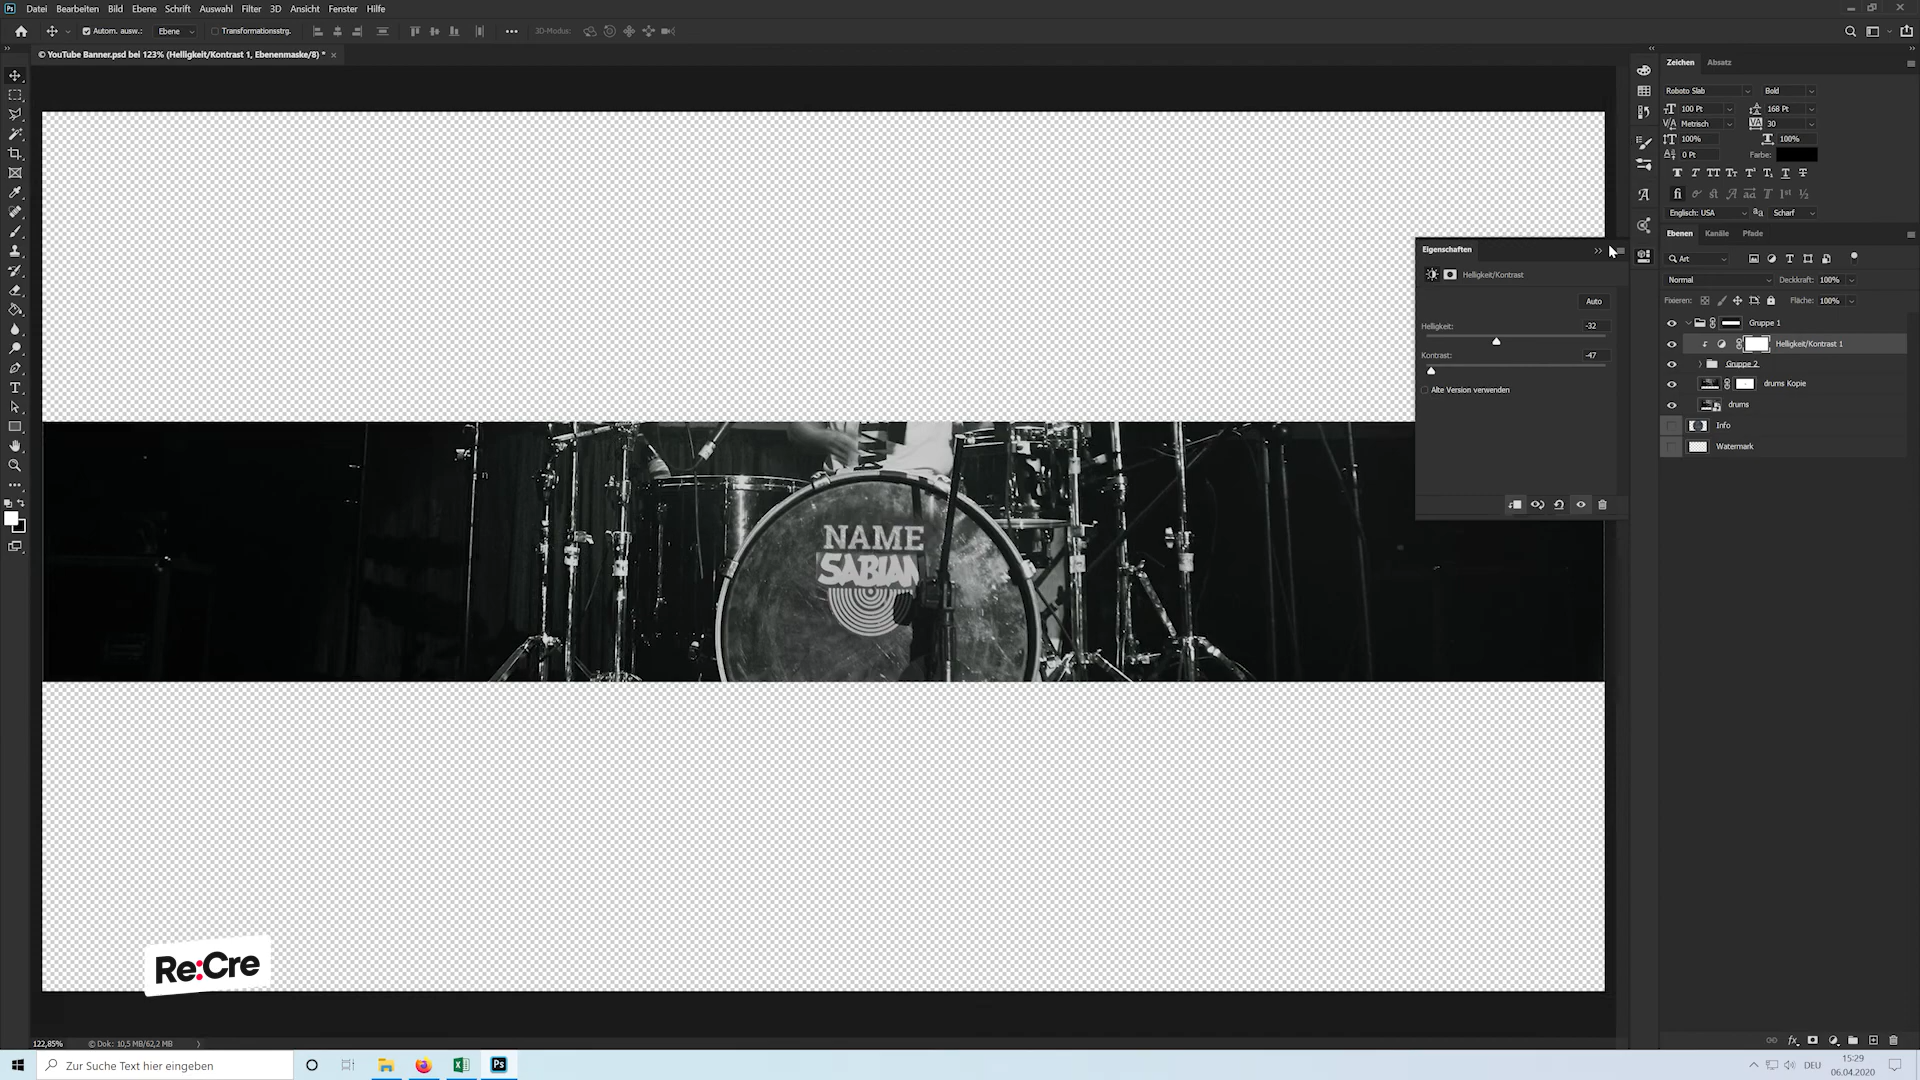 Ps Datei Bearbeiten Bild Ebene Schrift Auswahl Filter 3D Ansicht Fenster Hilfe
Autom. ausw.: Ebene Transformationsstrg. 3D-Modus:
© YouTube Banner.psd bei 123% (Helligkeit/Kontrast 1, Ebenenmaske/8) *
Zeichen Absatz
Roboto Slab Bold
100 Pt 168 Pt
Metrisch 30
100% 100%
0 Pt Farbe:
Englisch: USA Scharf
Ebenen Kanäle Pfade
Art
Normal Deckkraft: 100%
Fixieren: Fläche: 100%
Gruppe 1
Helligkeit/Kontrast 1
Gruppe 2
drums Kopie
drums
Info
Watermark
Eigenschaften
Helligkeit/Kontrast
Auto
Helligkeit: -32
Kontrast: -47
Alte Version verwenden
NAME
SABIAN
Re:Cre
122,85% © Dok: 10,5 MB/62,2 MB
Zur Suche Text hier eingeben
Ps
DEU
15:29
06.04.2020